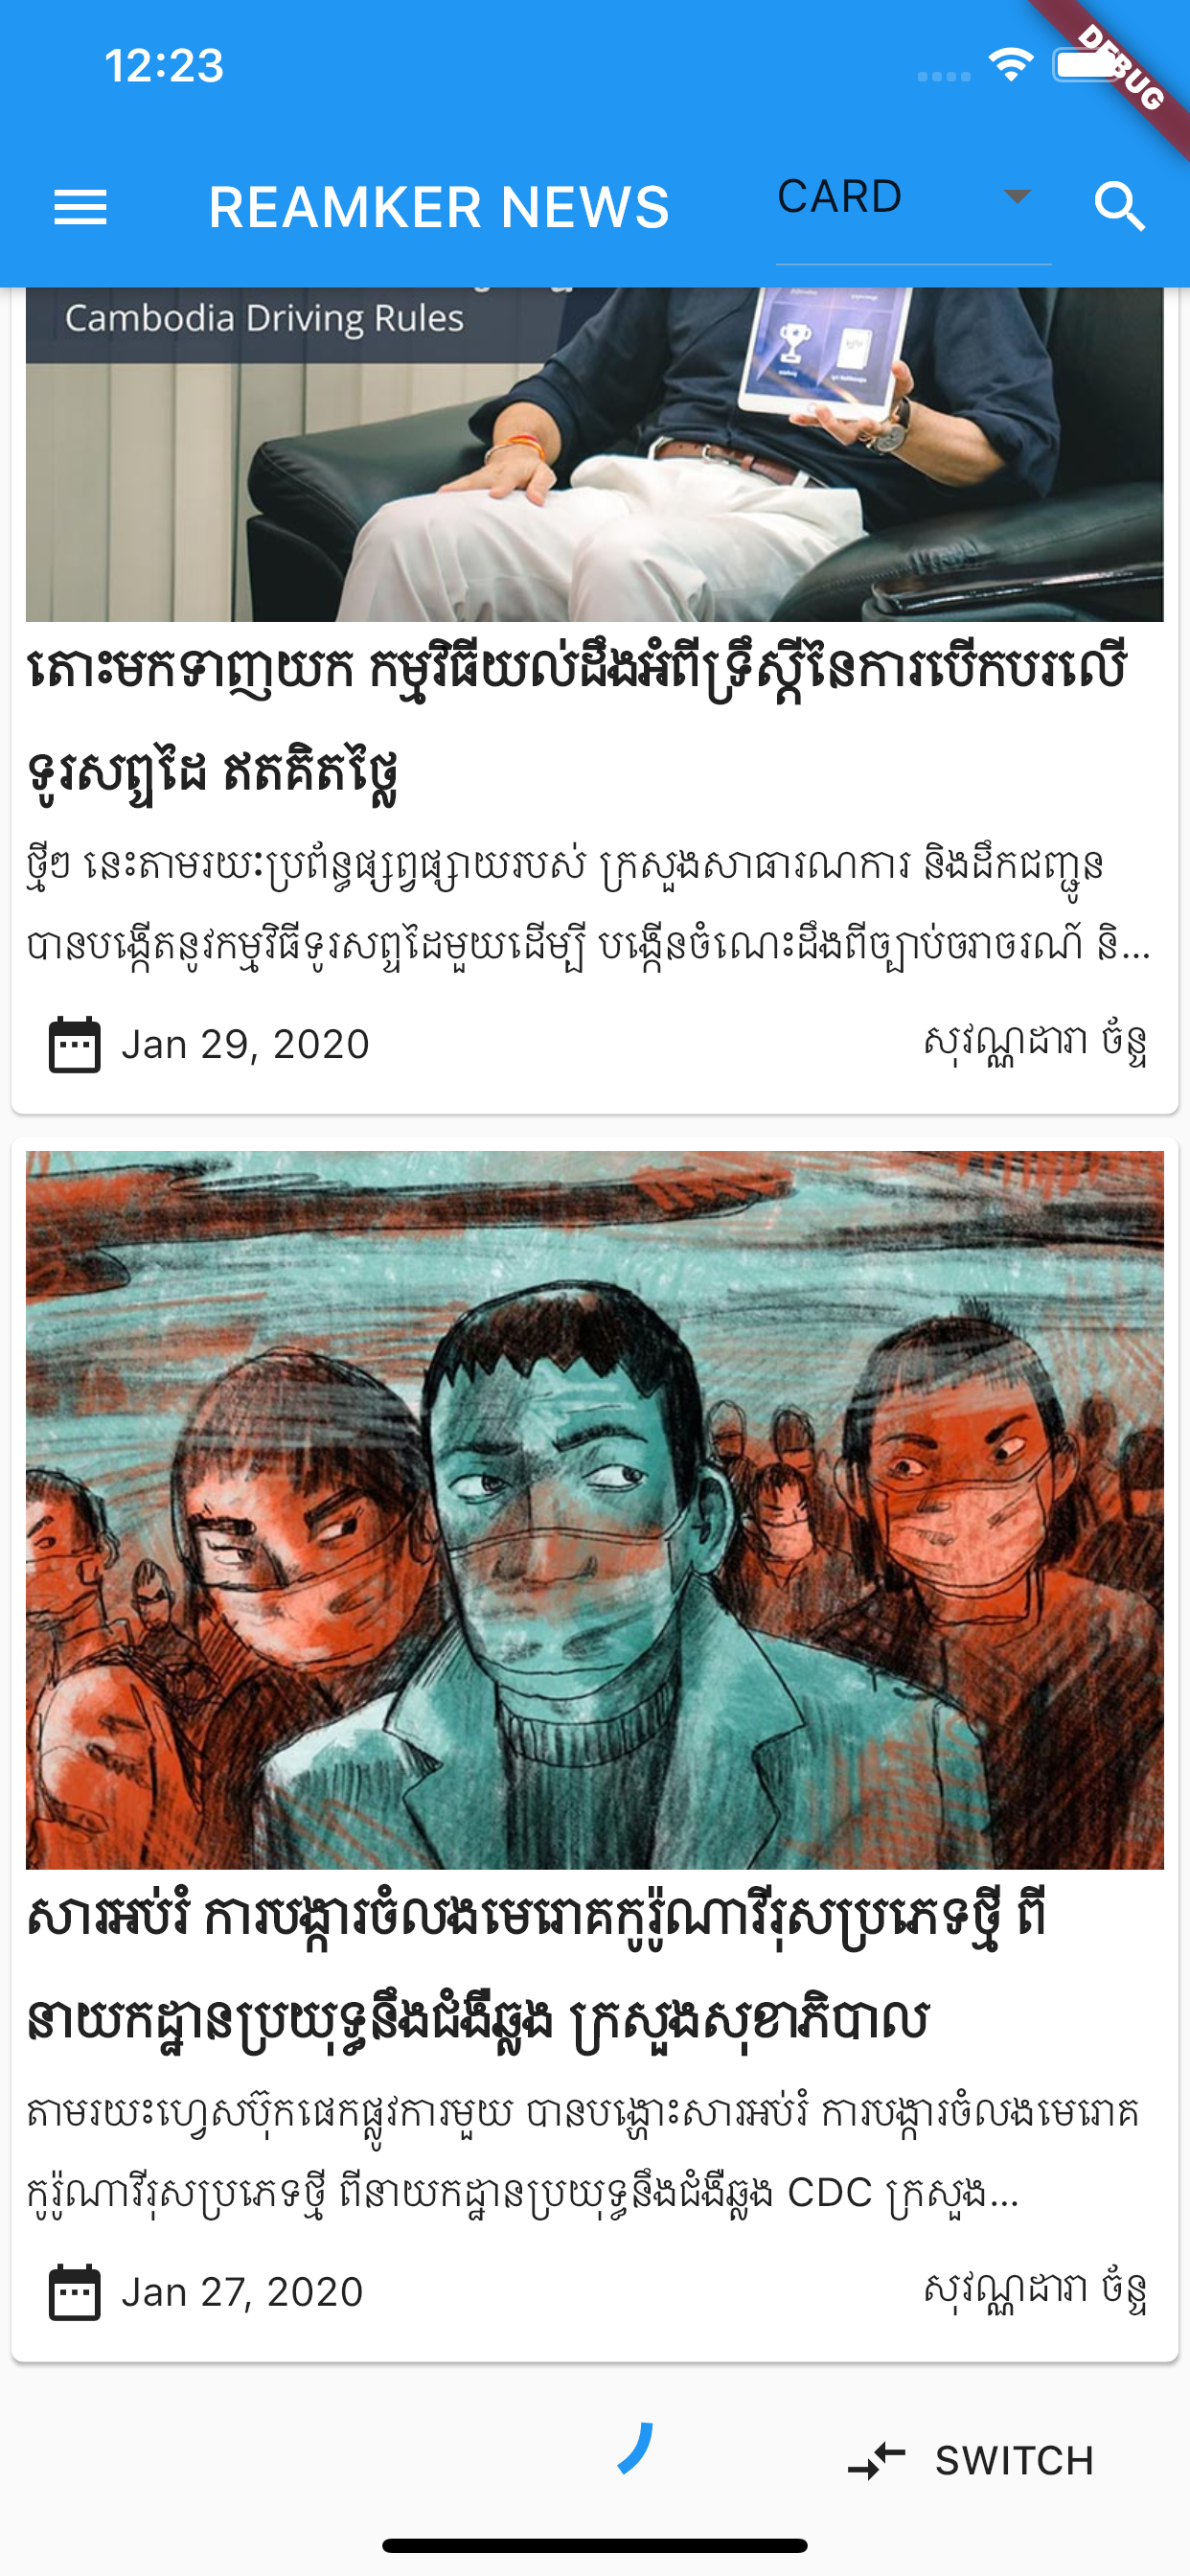 12:23
DEBUG
REAMKER NEWS
CARD
Cambodia Driving Rules
តោះមកទាញយក កម្មវិធីយល់ដឹងអំពីទ្រឹស្តីនៃការបើកបរលើ
ទូរសព្ឫដៃ ឥតគិតថ្លៃ
ថ្មីៗ នេះតាមរយ:ប្រព័ន្ធផ្សព្វផ្សាយរបស់ ក្រសួងសាធារណការ និងដឹកជញ្ជូន
បានបង្កើតនូវកម្មវិធីទូរសព្ទដៃមួយដើម្បី បង្កើនចំណេះដឹងពីច្បាប់ចរាចរណ៍ និ...
Jan 29, 2020
សុវណ្ណដារា ច័ន្ទ
សារអប់រំ ការបង្ការចំលងមេរោគកូរ៉ូណាវីរុសប្រភេទថ្មី ពី
នាយកដ្ឋានប្រយុទ្ធនឹងជំងឺឆ្លង ក្រសួងសុខាភិបាល
តាមរយះហ្វេសប៊ុកផេកផ្លូវការមួយ បានបង្ហោះសារអប់រំ ការបង្ការចំលងមេរោគ
កូរ៉ូណាវីរុសប្រភេទថ្មី ពីនាយកដ្ឋានប្រយុទ្ធនឹងជំងឺឆ្លង CDC ក្រសួង...
Jan 27, 2020
សុវណ្ណដារា ច័ន្ទ
SWITCH